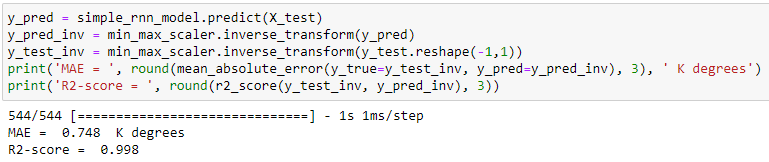 y_pred = simple_rnn_model.predict(X_test)
y_pred_inv = min_max_scaler.inverse_transform(y_pred)
y_test_inv = min_max_scaler.inverse_transform(y_test.reshape(-1,1))
print('MAE = ', round(mean_absolute_error(y_true=y_test_inv, y_pred=y_pred_inv), 3), ' K degrees')
print('R2-score = ', round(r2_score(y_test_inv, y_pred_inv), 3))
544/544 [==============================] - 1s 1ms/step
MAE =  0.748  K degrees
R2-score =  0.998